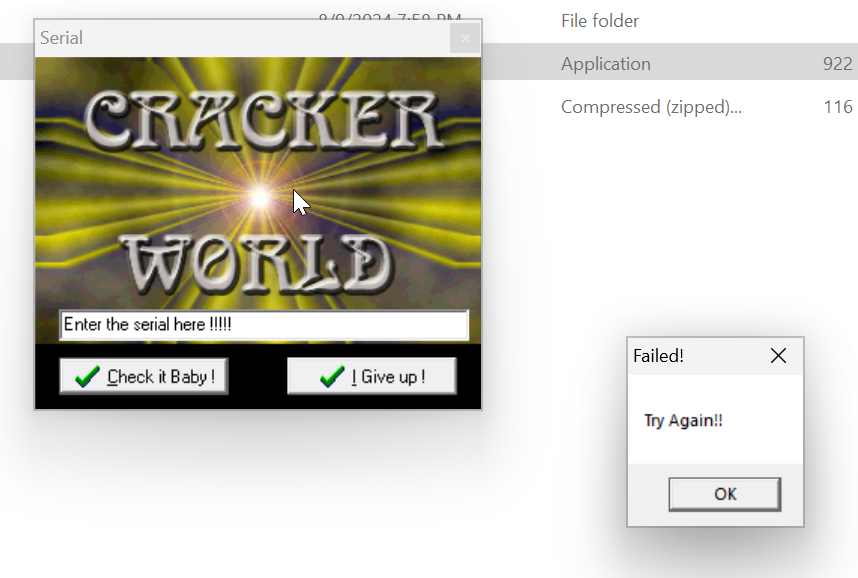 8/9/2024 7:58 PM
File folder
Serial
Application
922
Compressed (zipped)...
116
CRACKER
WORLD
Enter the serial here !!!!!
Check it Baby !
I Give up !
Failed!
Try Again!!
OK